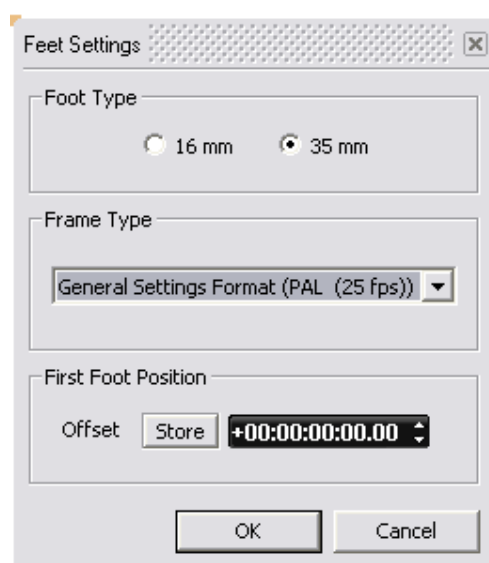 Feet Settings
Foot Type
16 mm 35 mm
Frame Type
General Settings Format (PAL (25 fps))
First Foot Position
Offset Store +00:00:00:00.00
OK Cancel